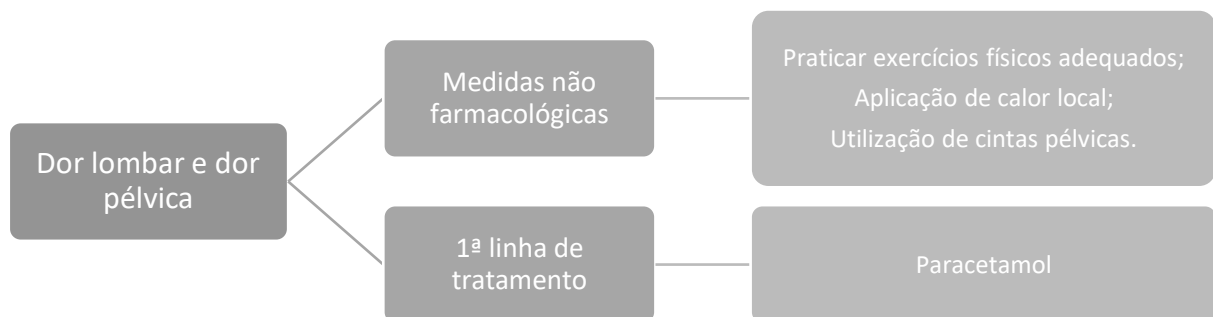 Dor lombar e dor
pélvica
Medidas não
farmacológicas
Praticar exercícios físicos adequados;
Aplicação de calor local;
Utilização de cintas pélvicas.
1ª linha de
tratamento
Paracetamol